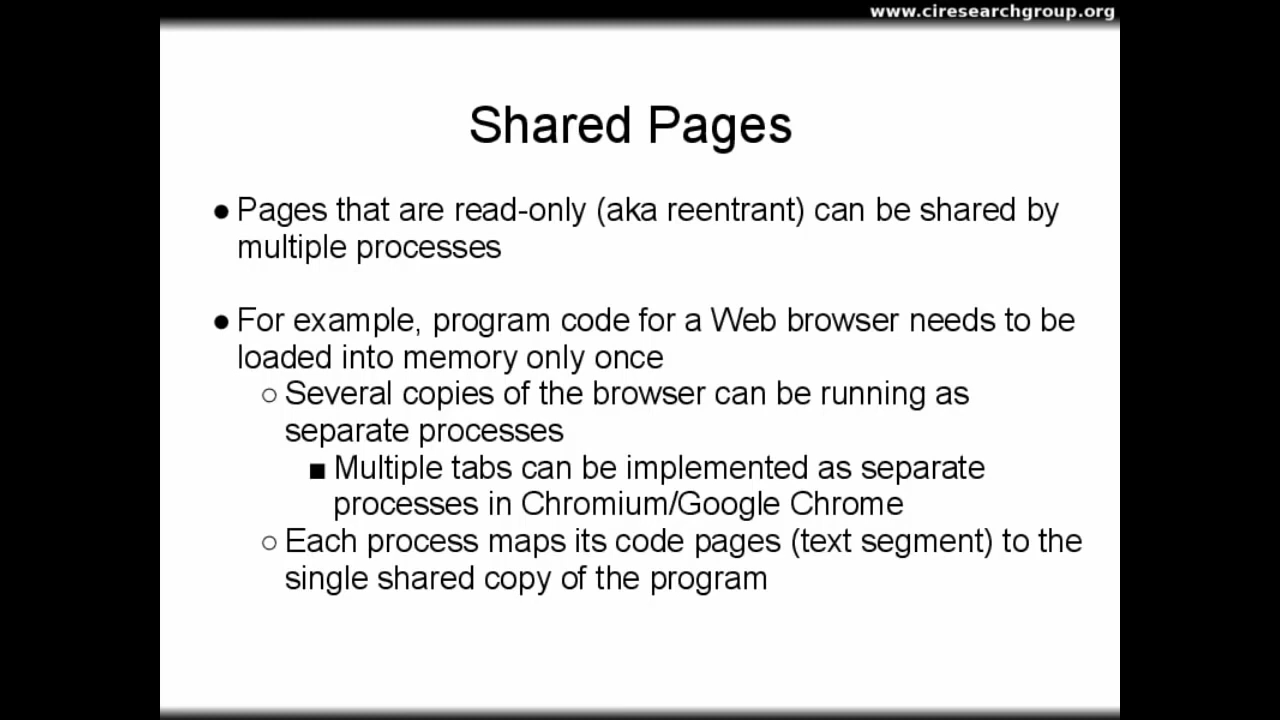 www.ciresearchgroup.org
Shared Pages
● Pages that are read-only (aka reentrant) can be shared by
multiple processes
● For example, program code for a Web browser needs to be
loaded into memory only once
○ Several copies of the browser can be running as
separate processes
■ Multiple tabs can be implemented as separate
processes in Chromium/Google Chrome
○ Each process maps its code pages (text segment) to the
single shared copy of the program